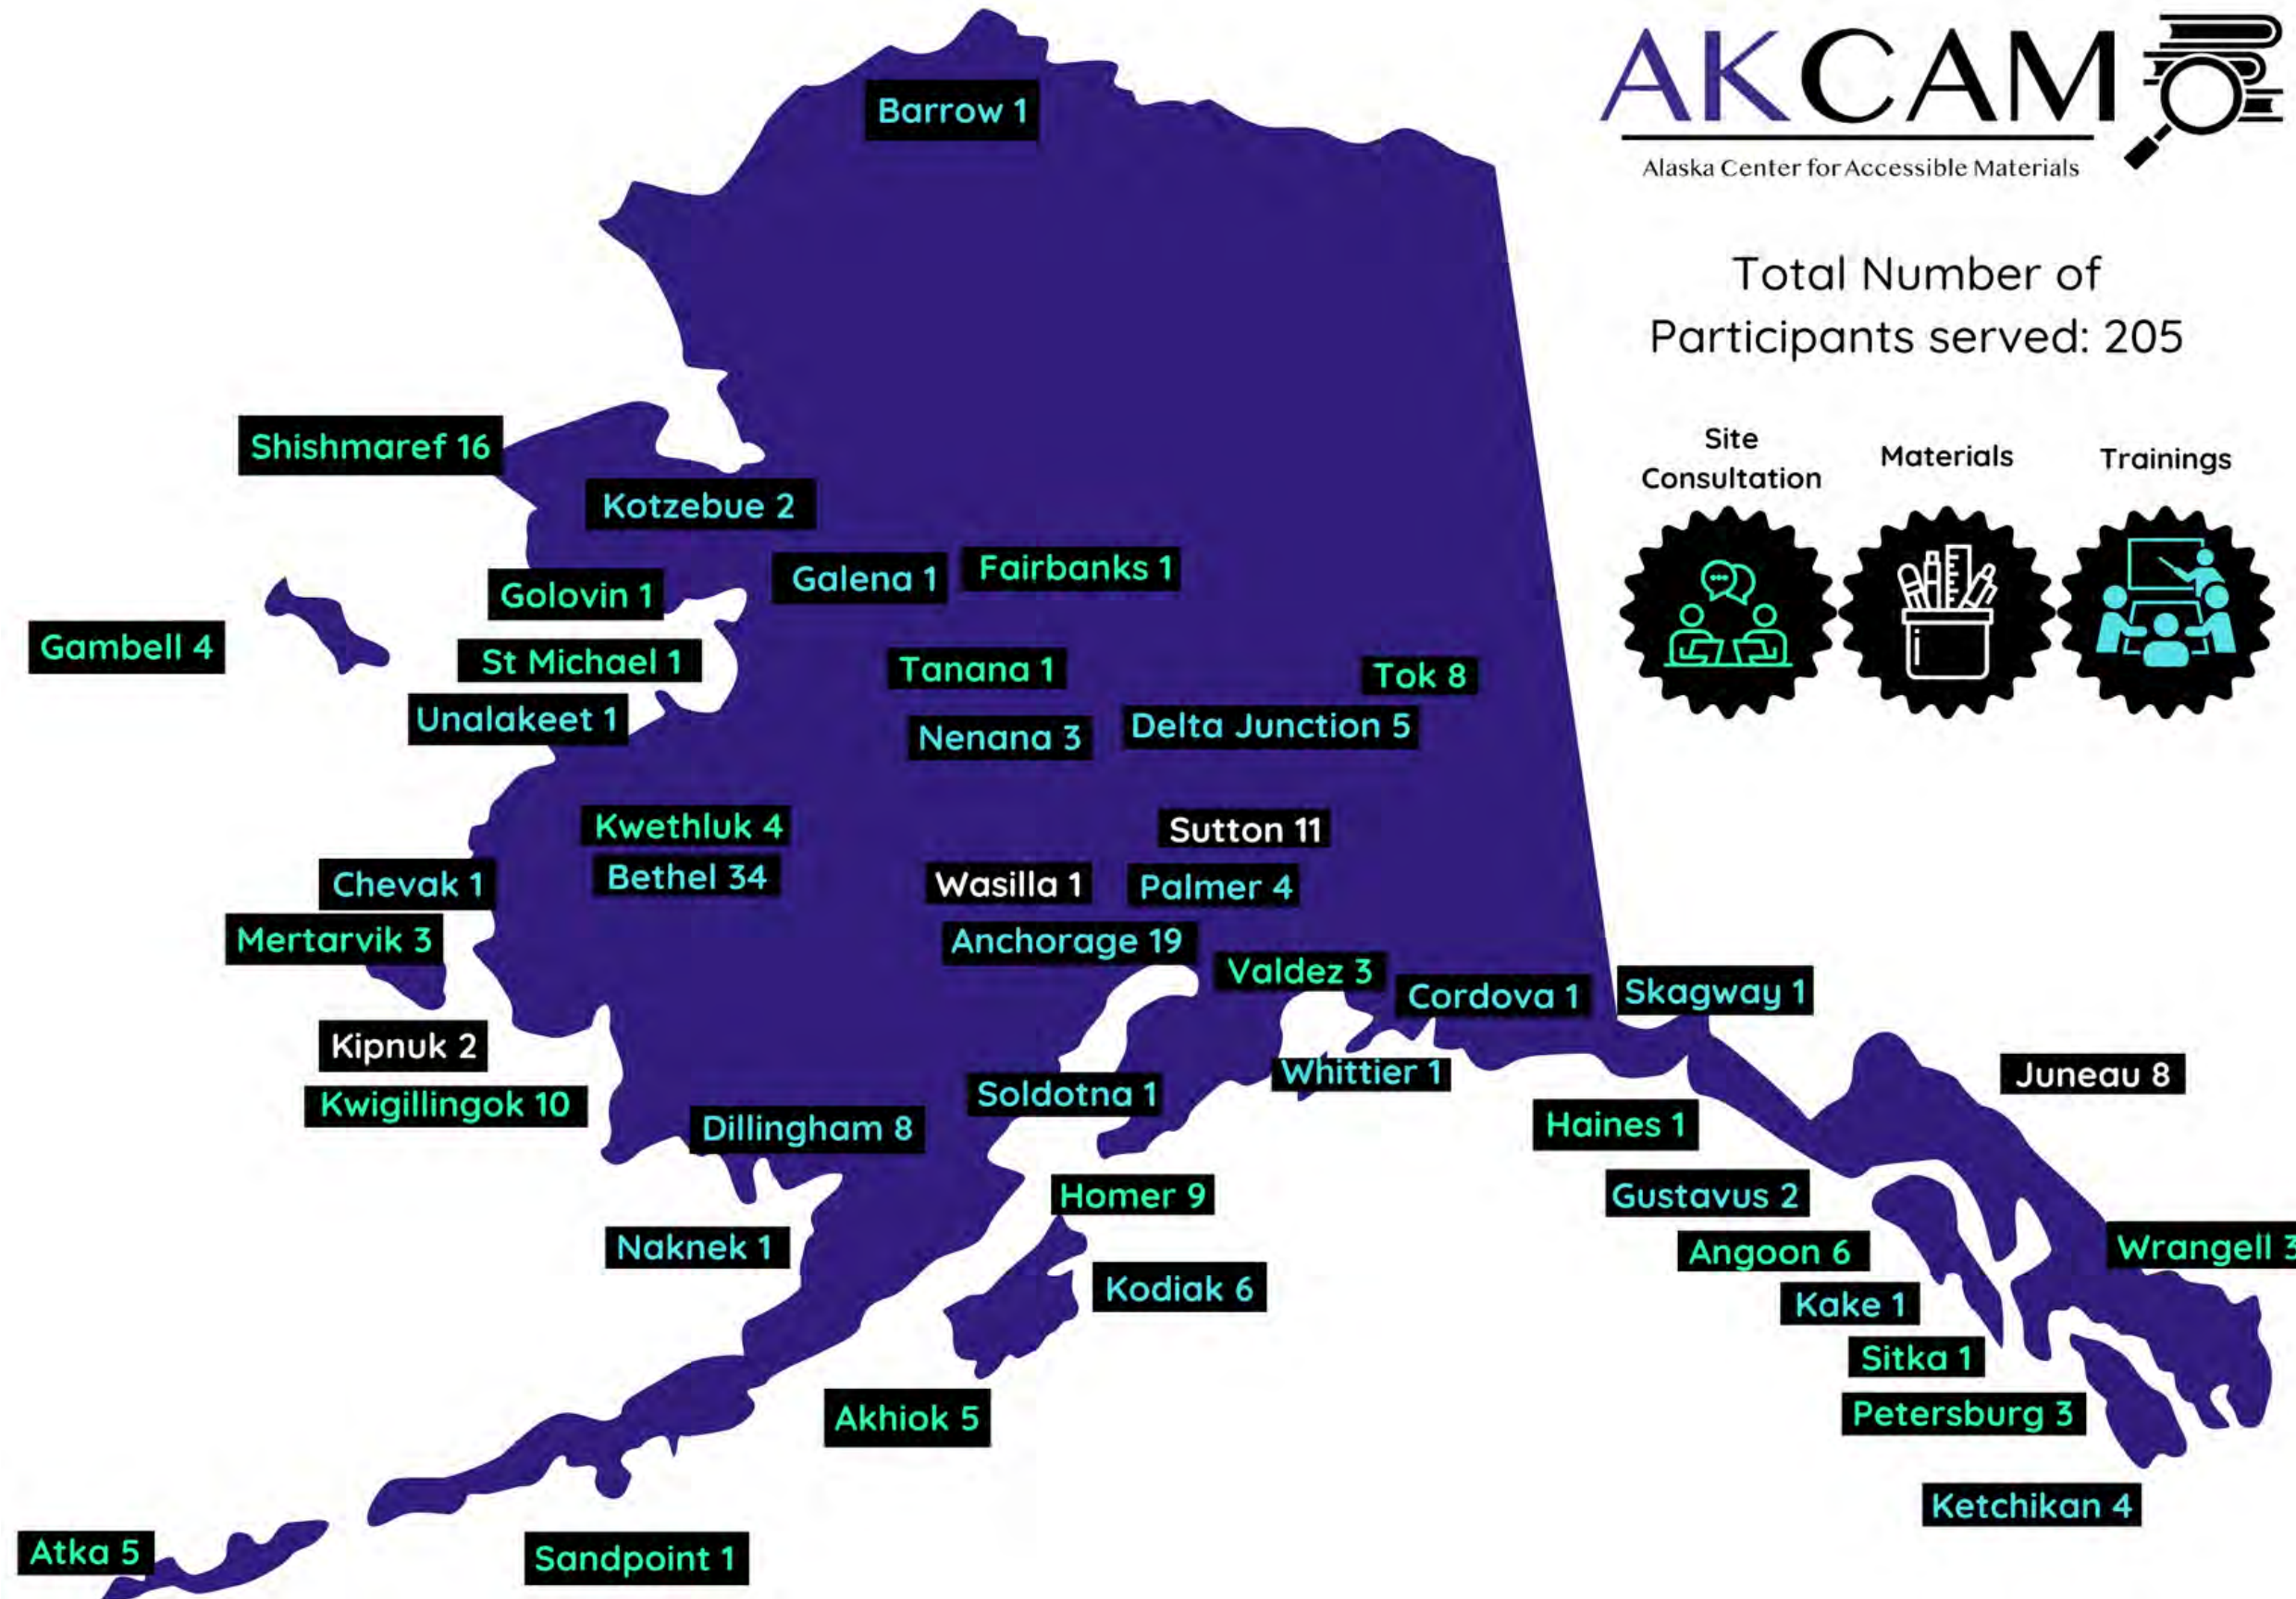 AKCAM
Alaska Center for Accessible Materials
Total Number of
Participants served: 205
Site
Consultation
Materials
Trainings
Barrow 1
Shishmaref 16
Kotzebue 2
Galena 1
Fairbanks 1
Golovin 1
Gambell 4
St Michael 1
Tanana 1
Tok 8
Unalakeet 1
Nenana 3
Delta Junction 5
Kwethluk 4
Sutton 11
Bethel 34
Chevak 1
Wasilla 1
Palmer 4
Mertarvik 3
Anchorage 19
Valdez 3
Cordova 1
Skagway 1
Kipnuk 2
Whittier 1
Juneau 8
Kwigillingok 10
Soldotna 1
Dillingham 8
Haines 1
Homer 9
Gustavus 2
Naknek 1
Angoon 6
Wrangell 3
Kodiak 6
Kake 1
Sitka 1
Akhiok 5
Petersburg 3
Ketchikan 4
Atka 5
Sandpoint 1